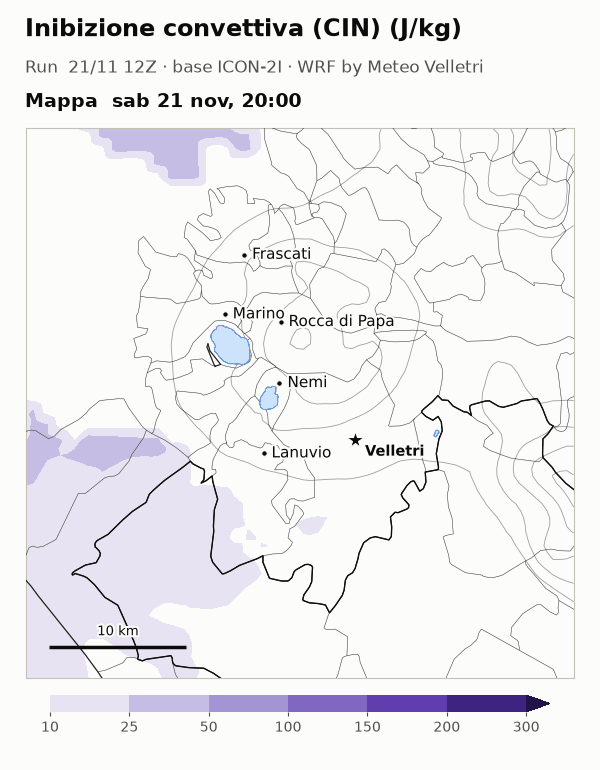 Inibizione convettiva (CIN) (J/kg)
Run  21/11 12Z · base ICON-2I · WRF by Meteo Velletri
Mappa  sab 21 nov, 20:00
Frascati
Marino
Rocca di Papa
Nemi
Velletri
Lanuvio
10 km
10 25 50 100 150 200 300